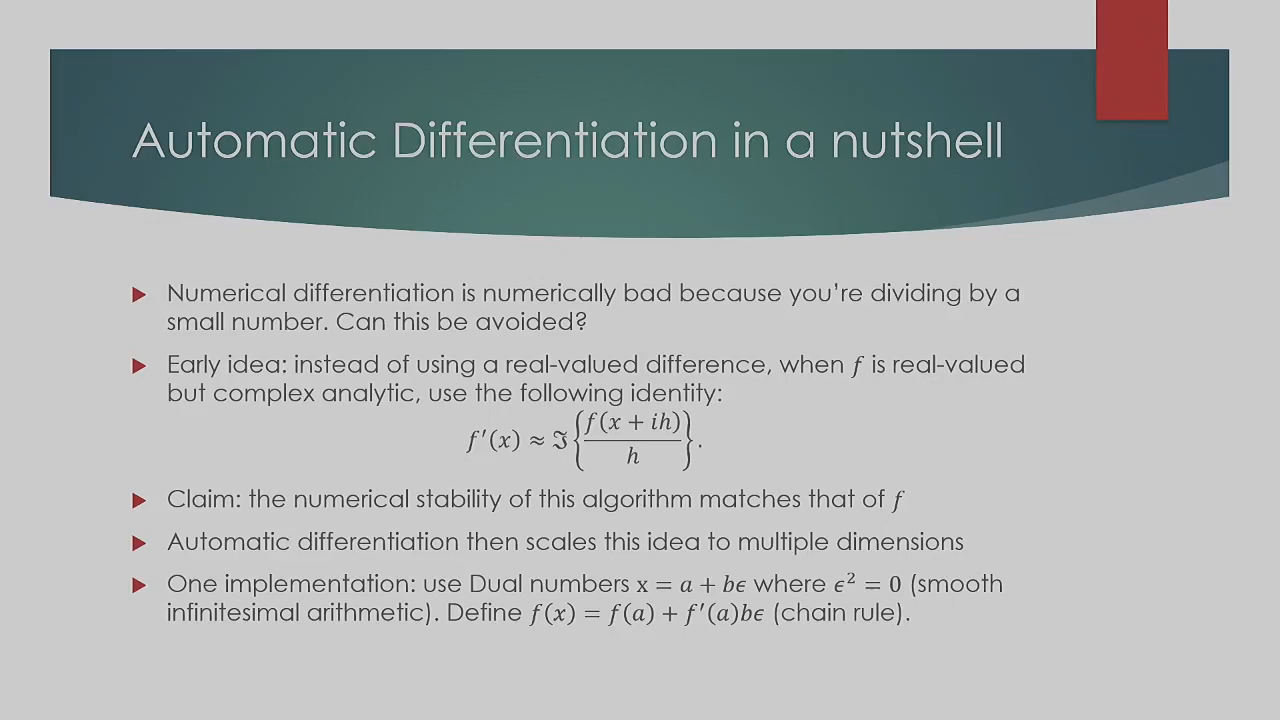 Automatic Differentiation in a nutshell
Numerical differentiation is numerically bad because you're dividing by a
small number. Can this be avoided?
Early idea: instead of using a real-valued difference, when f is real-valued
but complex analytic, use the following identity:
f′(x) ≈ ℑ{f(x + ih)/h}.
Claim: the numerical stability of this algorithm matches that of f
Automatic differentiation then scales this idea to multiple dimensions
One implementation: use Dual numbers x = a + bϵ where ϵ² = 0 (smooth
infinitesimal arithmetic). Define f(x) = f(a) + f′(a)bϵ (chain rule).